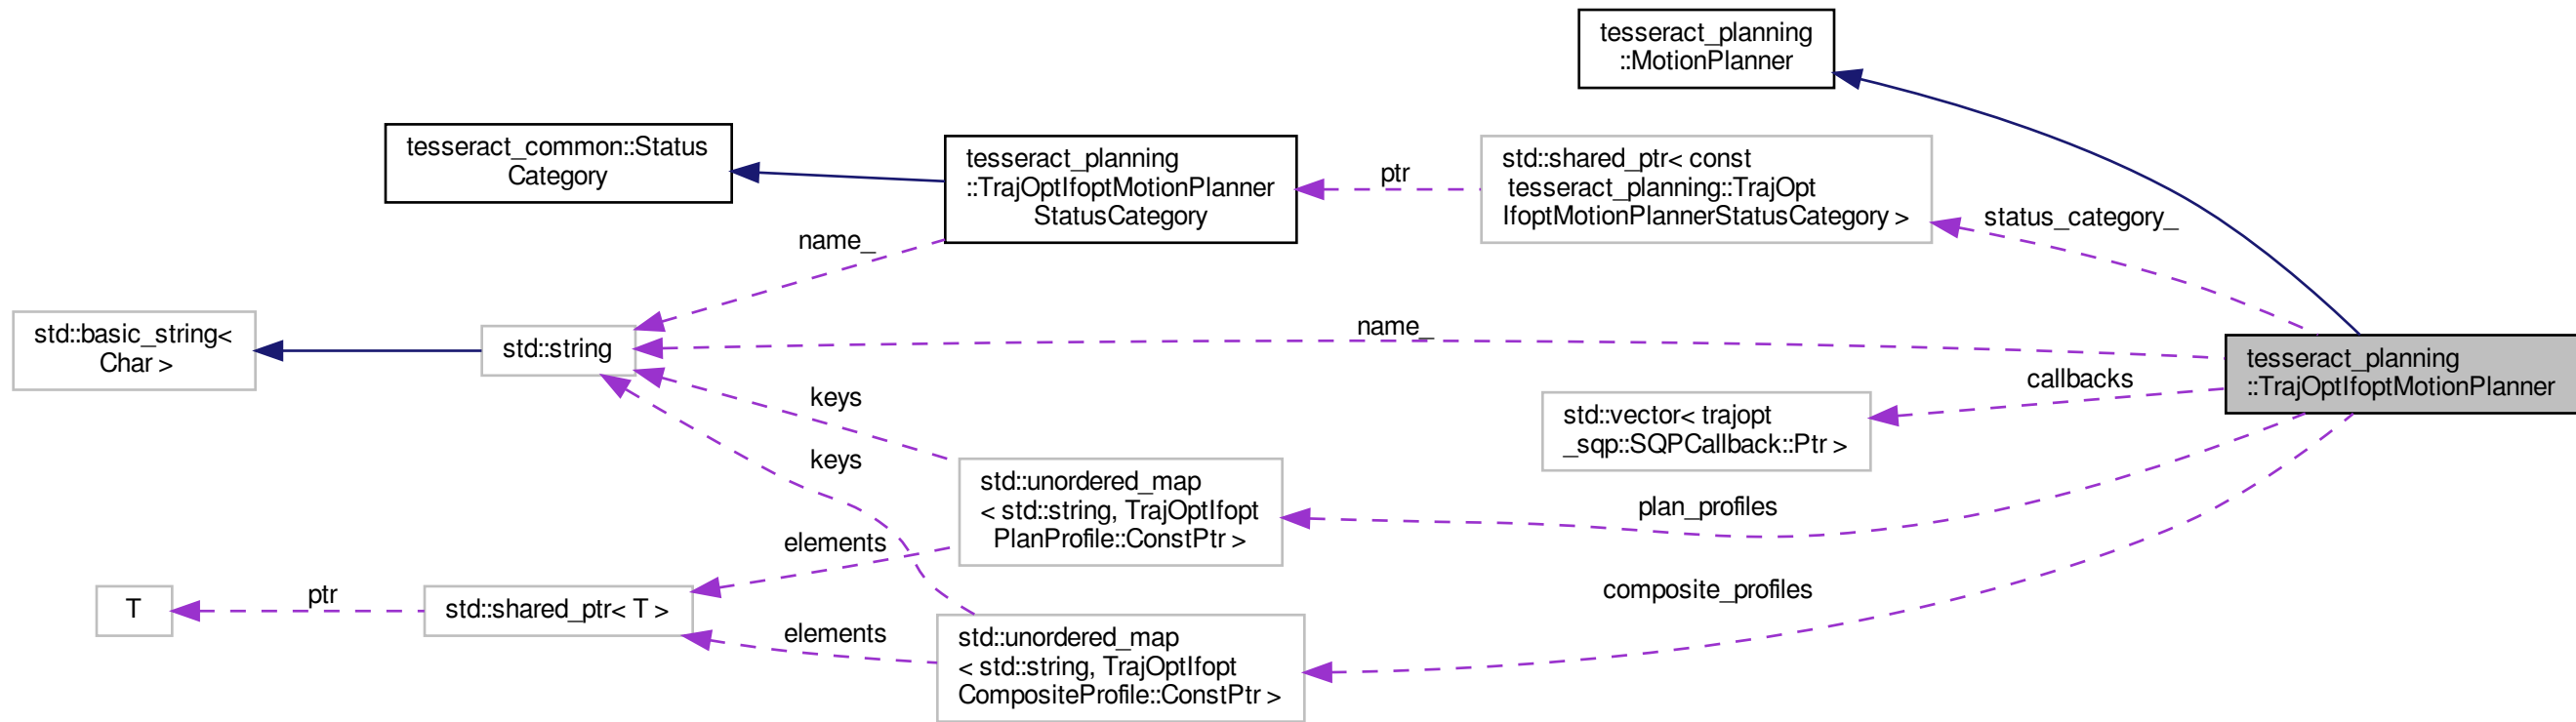 tesseract_planning
::MotionPlanner
tesseract_common::Status
Category
tesseract_planning
::TrajOptIfoptMotionPlanner
StatusCategory
ptr
std::shared_ptr< const
tesseract_planning::TrajOpt
IfoptMotionPlannerStatusCategory >
status_category_
name_
std::basic_string<
Char >
std::string
name_
tesseract_planning
::TrajOptIfoptMotionPlanner
callbacks
keys
std::vector< trajopt
_sqp::SQPCallback::Ptr >
keys
std::unordered_map
< std::string, TrajOptIfopt
PlanProfile::ConstPtr >
plan_profiles
elements
T
ptr
std::shared_ptr< T >
composite_profiles
elements
std::unordered_map
< std::string, TrajOptIfopt
CompositeProfile::ConstPtr >